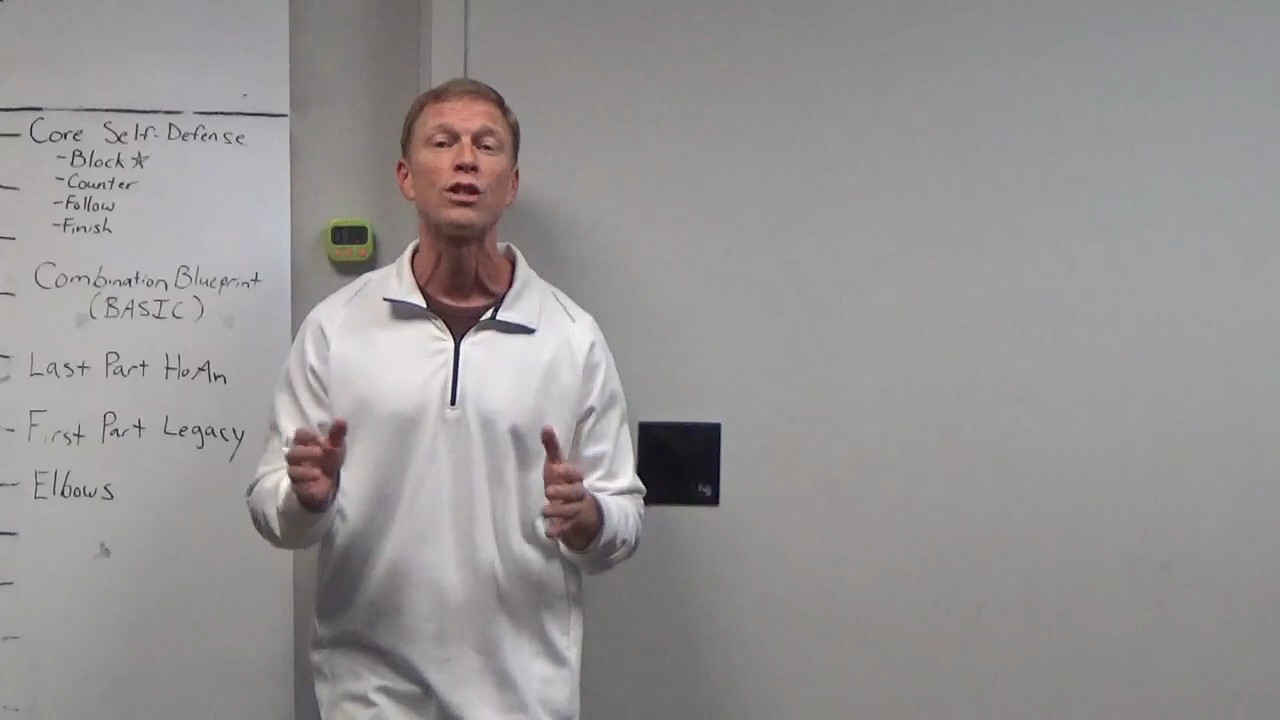 Core Self-Defense
-Block☆
-Counter
-Follow
-Finish
Combination Blueprint
(BASIC)
Last Part HoAn
First Part Legacy
Elbows